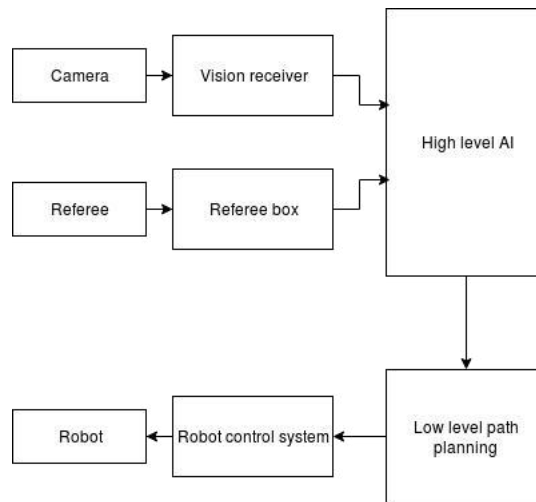 Camera
Vision receiver
High level AI
Referee
Referee box
Robot
Robot control system
Low level path
planning